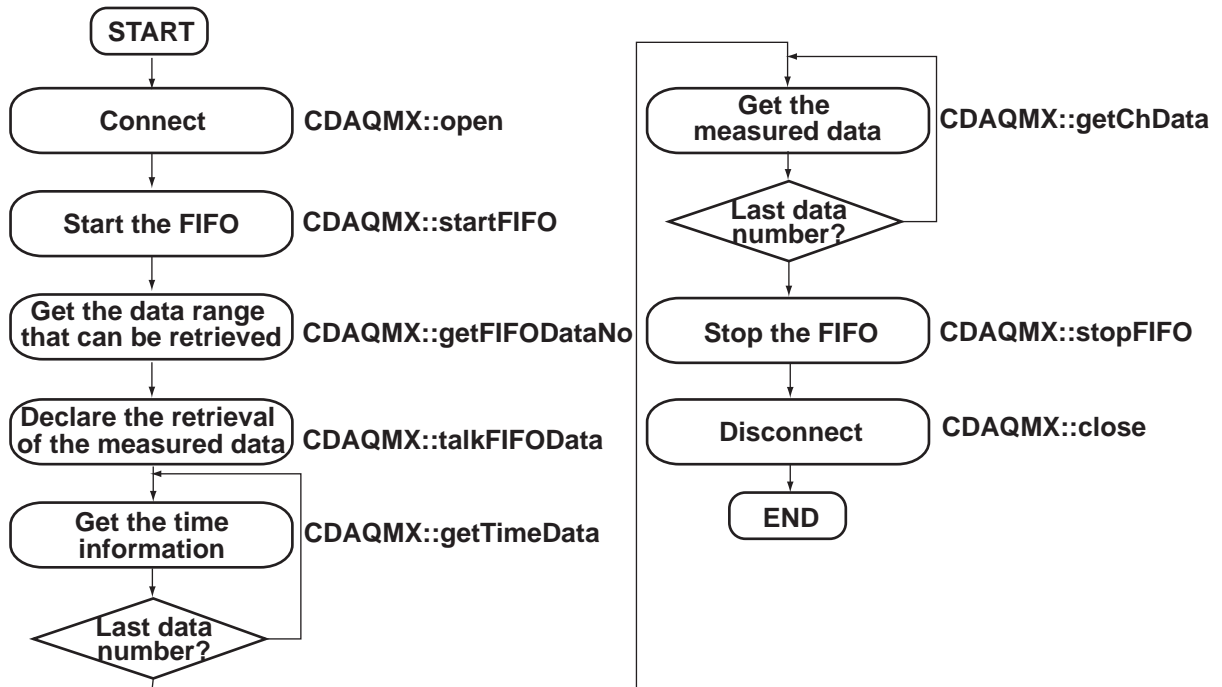 START
Connect
CDAQMX::open
Start the FIFO
CDAQMX::startFIFO
Get the data range
that can be retrieved
CDAQMX::getFIFODataNo
Declare the retrieval
of the measured data
CDAQMX::talkFIFOData
Get the time
information
CDAQMX::getTimeData
Last data
number?
Get the
measured data
CDAQMX::getChData
Last data
number?
Stop the FIFO
CDAQMX::stopFIFO
Disconnect
CDAQMX::close
END